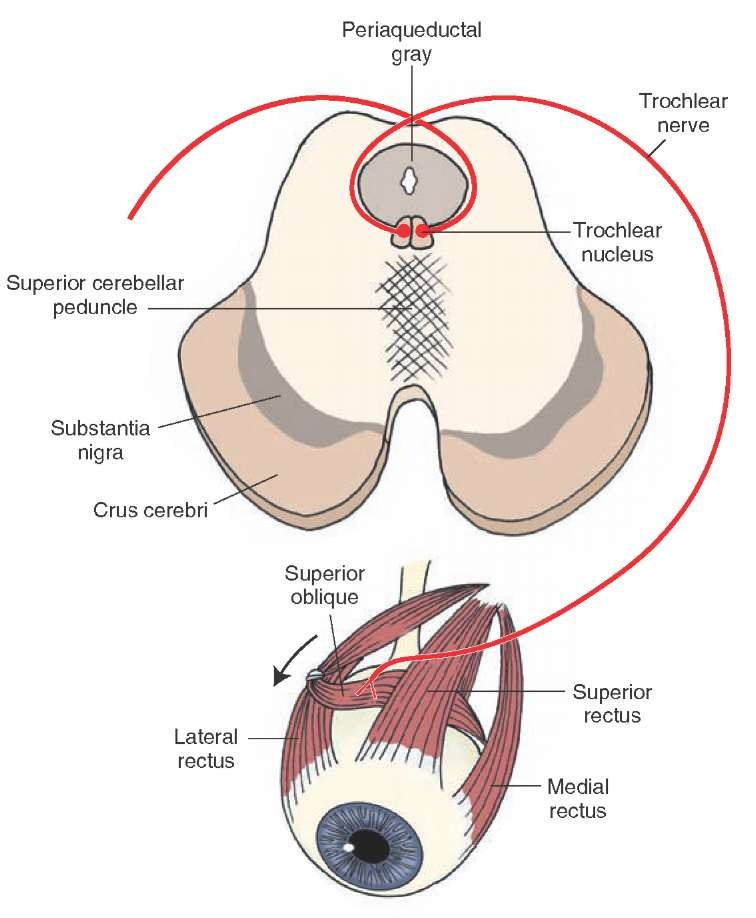 Periaqueductal
gray
Trochlear
nerve
Trochlear
nucleus
Superior cerebellar
peduncle
Substantia
nigra
Crus cerebri
Superior
oblique
Superior
rectus
Lateral
rectus
Medial
rectus